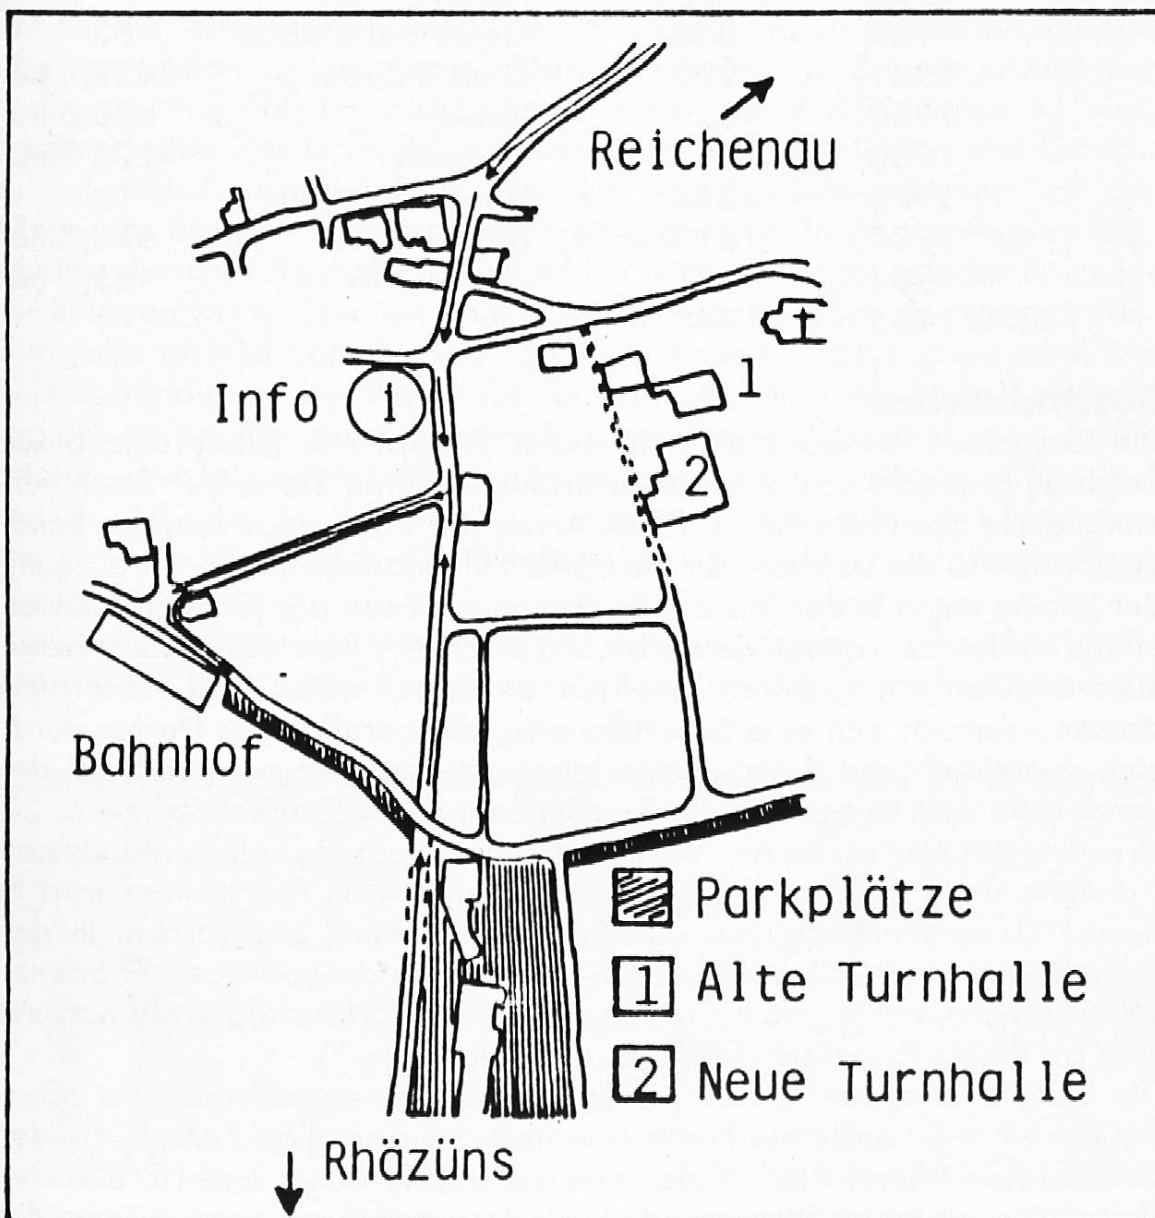 Reichenau
1
Info 1
2
Bahnhof
Parkplätze
1 Alte Turnhalle
2 Neue Turnhalle
Rhäzüns